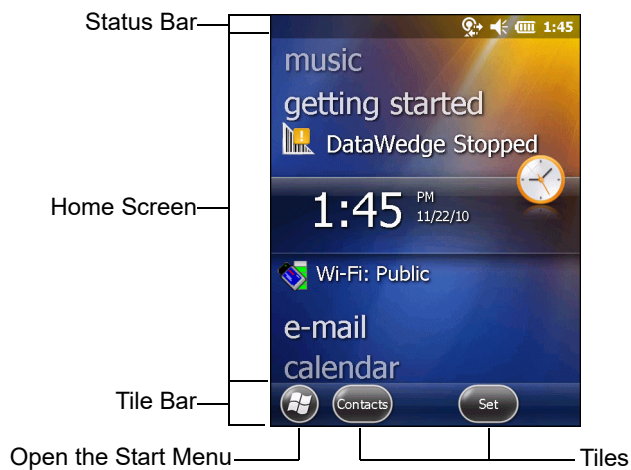 Status Bar
1:45
music
getting started
DataWedge Stopped
Home Screen
1:45 PM
11/22/10
Wi-Fi: Public
e-mail
calendar
Tile Bar
Contacts
Set
Open the Start Menu
Tiles